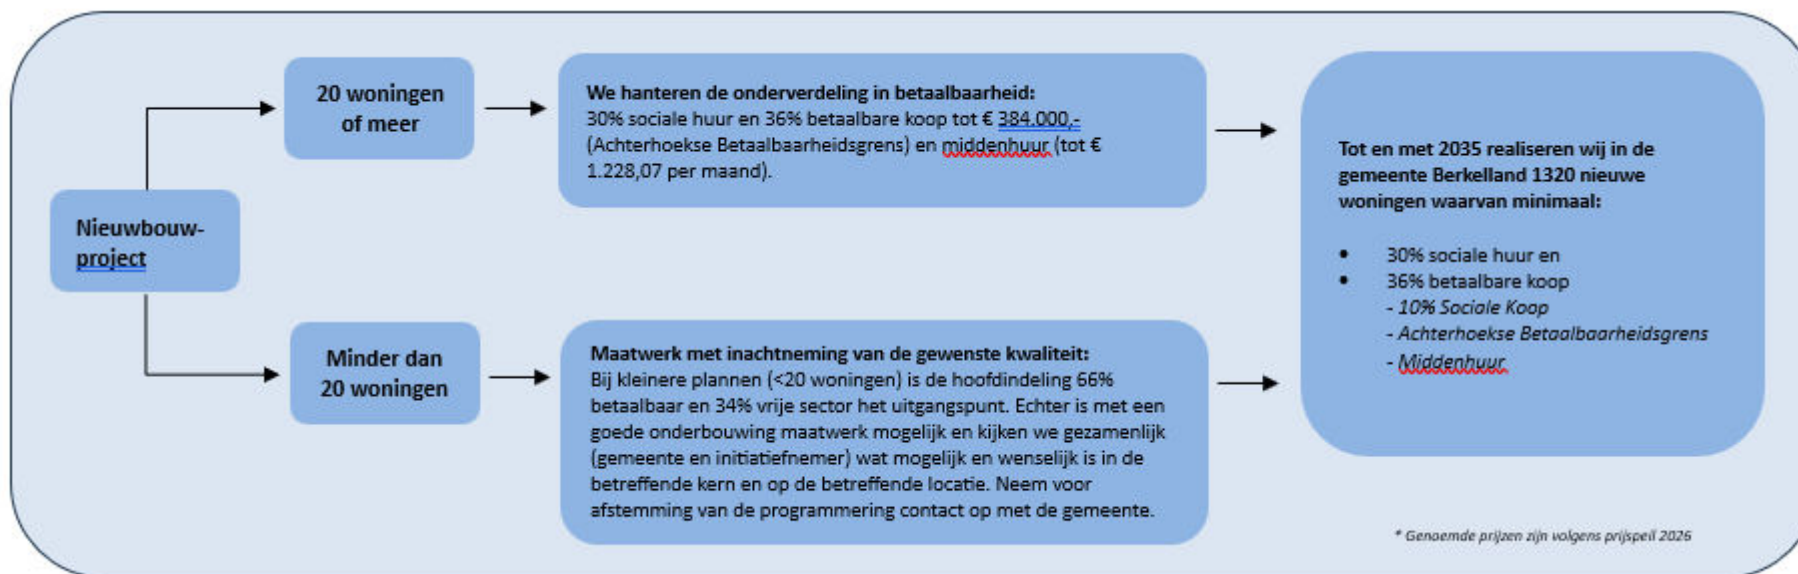 Nieuwbouw-
project
20 woningen
of meer
We hanteren de onderverdeling in betaalbaarheid:
30% sociale huur en 36% betaalbare koop tot € 384.000,-
(Achterhoekse Betaalbaarheidsgrens) en middenhuur (tot €
1.228,07 per maand).
Minder dan
20 woningen
Maatwerk met inachtneming van de gewenste kwaliteit:
Bij kleinere plannen (<20 woningen) is de hoofdindeling 66%
betaalbaar en 34% vrije sector het uitgangspunt. Echter is met een
goede onderbouwing maatwerk mogelijk en kijken we gezamenlijk
(gemeente en initiatiefnemer) wat mogelijk en wenselijk is in de
betreffende kern en op de betreffende locatie. Neem voor
afstemming van de programmering contact op met de gemeente.
Tot en met 2035 realiseren wij in de
gemeente Berkelland 1320 nieuwe
woningen waarvan minimaal:
• 30% sociale huur en
• 36% betaalbare koop
- 10% Sociale Koop
- Achterhoekse Betaalbaarheidsgrens
- Middenhuur
* Genoemde prijzen zijn volgens prijspeil 2026